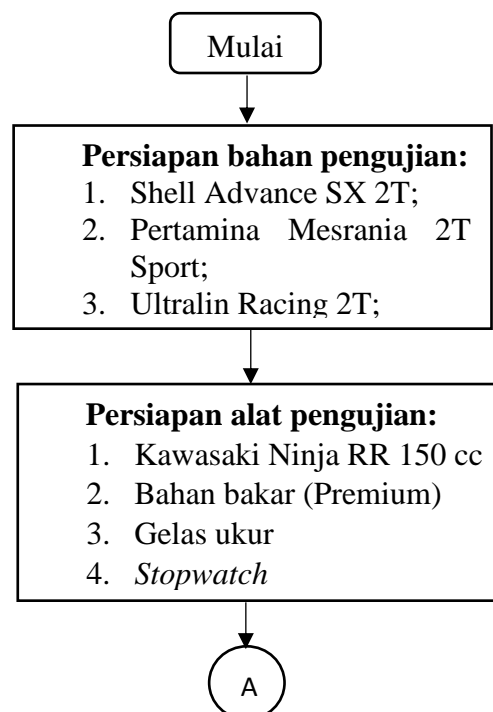 Mulai
Persiapan bahan pengujian:
1. Shell Advance SX 2T;
2. Pertamina Mesrania 2T
Sport;
3. Ultralin Racing 2T;
Persiapan alat pengujian:
1. Kawasaki Ninja RR 150 cc
2. Bahan bakar (Premium)
3. Gelas ukur
4. Stopwatch
A